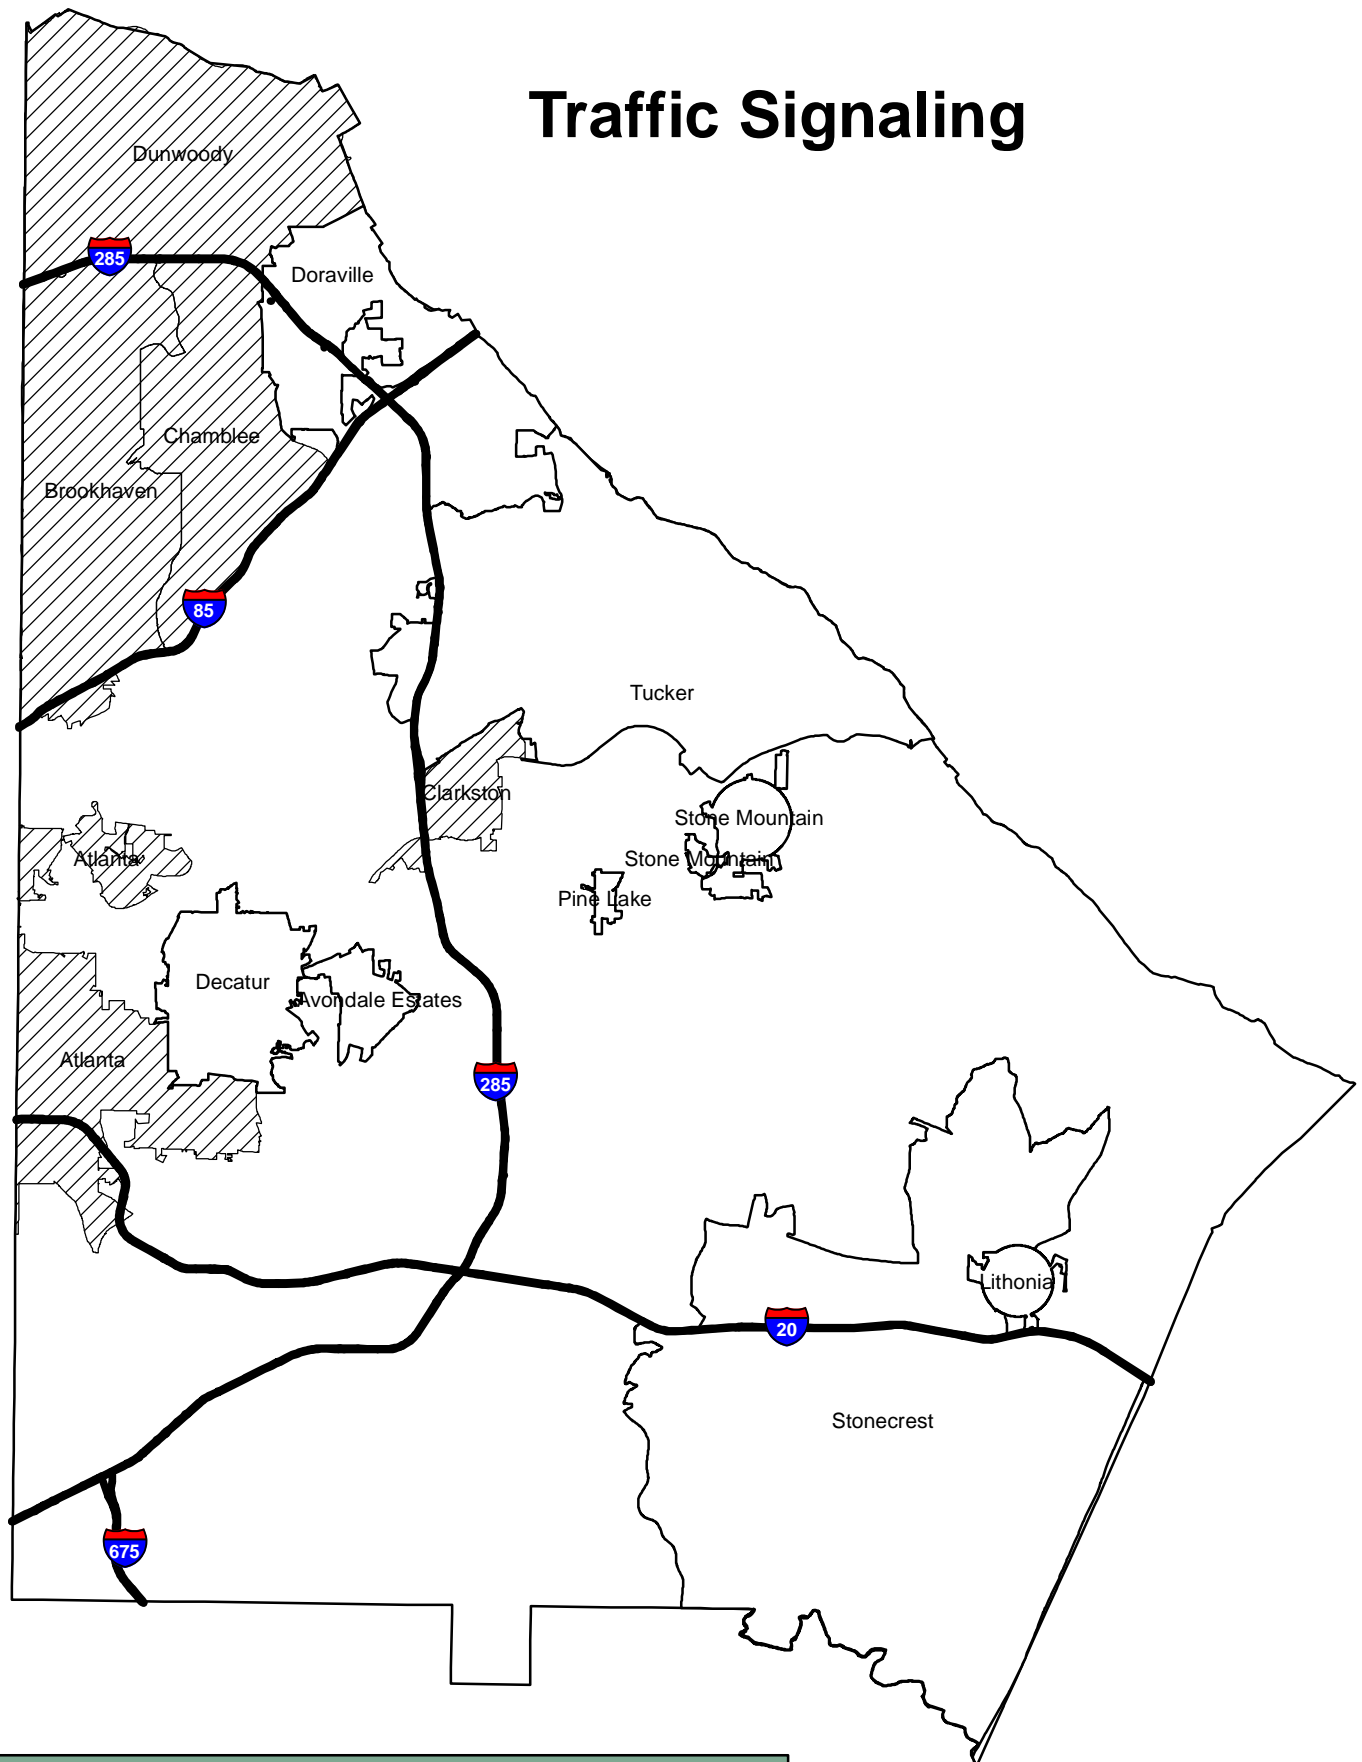 Traffic Signaling
Dunwoody
285
Doraville
Chamblee
Brookhaven
85
Tucker
Clarkston
Stone Mountain
Atlanta
Stone Mountain
Pine Lake
Decatur
Avondale Estates
Atlanta
285
Lithonia
20
Stonecrest
675